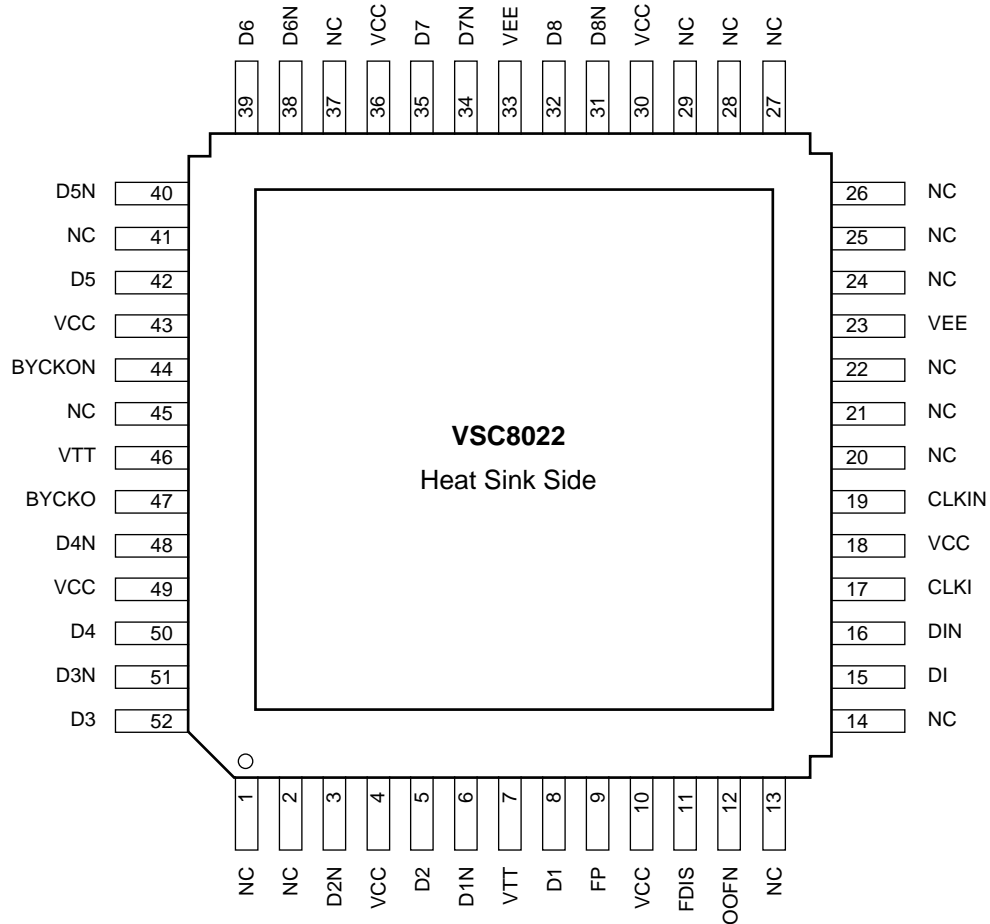 D6 D6N NC VCC D7 D7N VEE D8 D8N VCC NC NC NC
39 38 37 36 35 34 33 32 31 30 29 28 27
D5N 40 26 NC
NC 41 25 NC
D5 42 24 NC
VCC 43 23 VEE
BYCKON 44 22 NC
NC 45 21 NC
VTT 46 20 NC
BYCKO 47 19 CLKIN
D4N 48 18 VCC
VCC 49 17 CLKI
D4 50 16 DIN
D3N 51 15 DI
D3 52 14 NC
VSC8022
Heat Sink Side
1 2 3 4 5 6 7 8 9 10 11 12 13
NC NC D2N VCC D2 D1N VTT D1 FP VCC FDIS OOFN NC